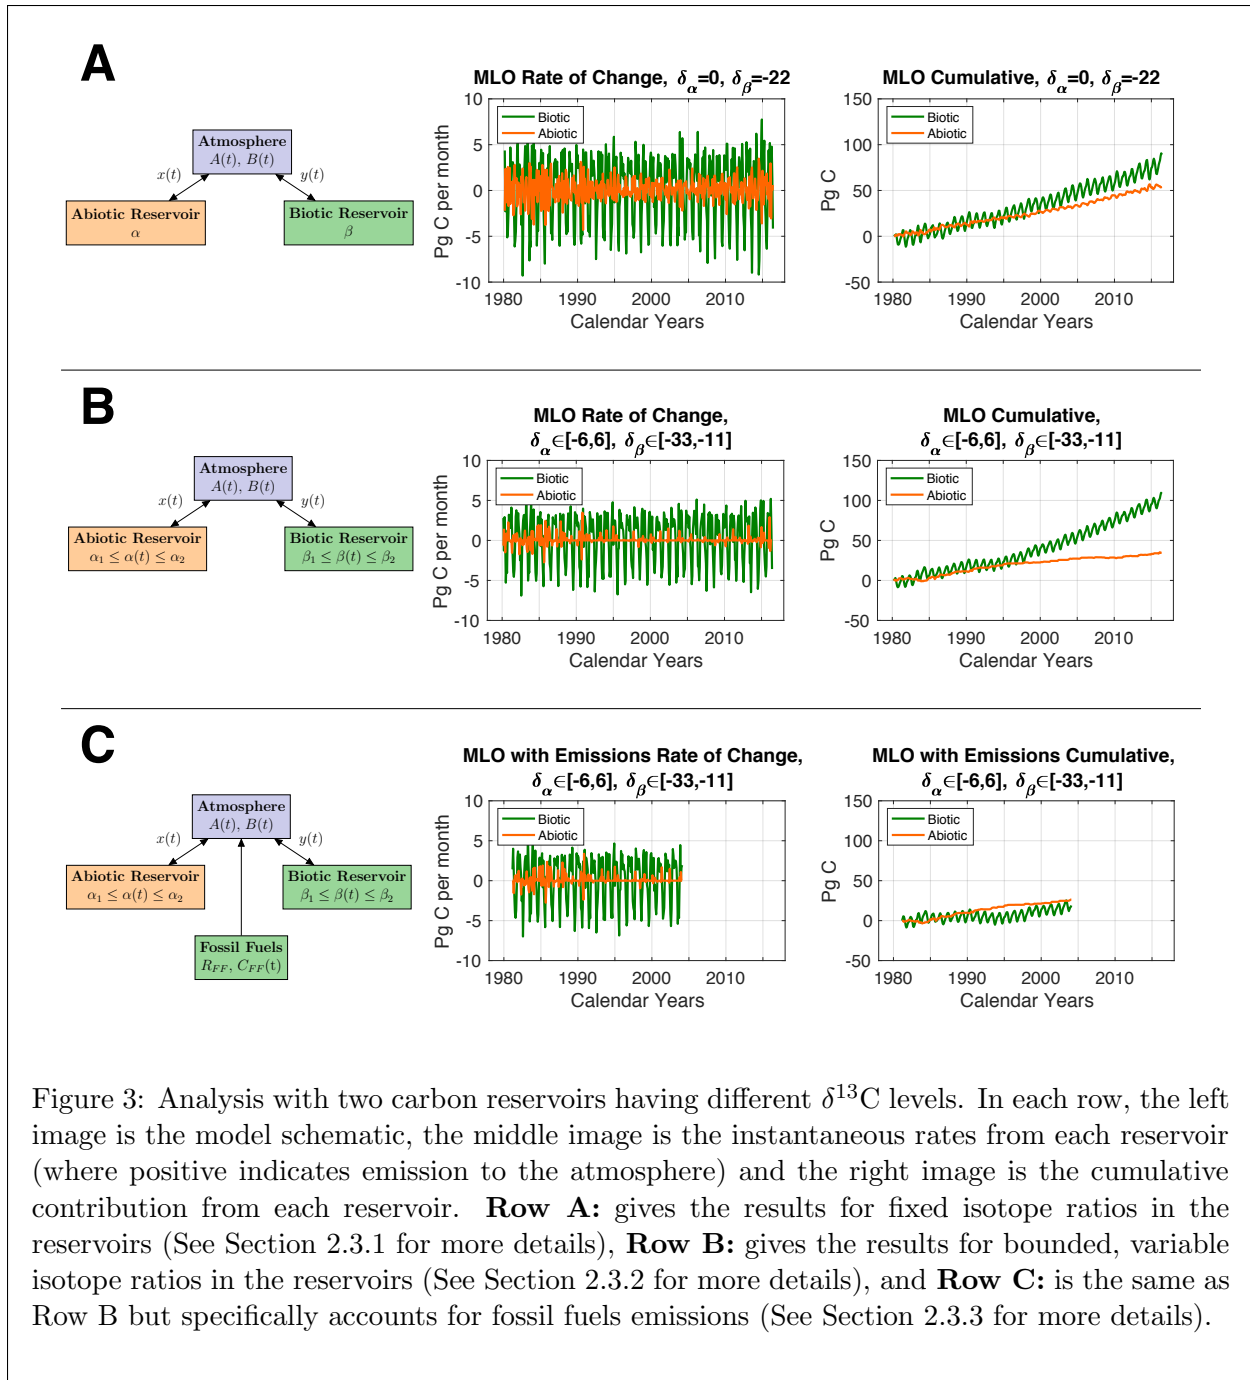 A
Atmosphere
A(t), B(t)
x(t)
y(t)
Abiotic Reservoir
α
Biotic Reservoir
β
MLO Rate of Change, δα=0, δβ=-22
Biotic
Abiotic
Pg C per month
10
5
0
-5
-10
1980
1990
2000
2010
Calendar Years
MLO Cumulative, δα=0, δβ=-22
Biotic
Abiotic
Pg C
150
100
50
0
-50
1980
1990
2000
2010
Calendar Years
B
Atmosphere
A(t), B(t)
x(t)
y(t)
Abiotic Reservoir
α1 ≤ α(t) ≤ α2
Biotic Reservoir
β1 ≤ β(t) ≤ β2
MLO Rate of Change,
δα∈[-6,6], δβ∈[-33,-11]
Biotic
Abiotic
Pg C per month
10
5
0
-5
-10
1980
1990
2000
2010
Calendar Years
MLO Cumulative,
δα∈[-6,6], δβ∈[-33,-11]
Biotic
Abiotic
Pg C
150
100
50
0
-50
1980
1990
2000
2010
Calendar Years
C
Atmosphere
A(t), B(t)
x(t)
y(t)
Abiotic Reservoir
α1 ≤ α(t) ≤ α2
Biotic Reservoir
β1 ≤ β(t) ≤ β2
Fossil Fuels
RFF, CFF(t)
MLO with Emissions Rate of Change,
δα∈[-6,6], δβ∈[-33,-11]
Biotic
Abiotic
Pg C per month
10
5
0
-5
-10
1980
1990
2000
2010
Calendar Years
MLO with Emissions Cumulative,
δα∈[-6,6], δβ∈[-33,-11]
Biotic
Abiotic
Pg C
150
100
50
0
-50
1980
1990
2000
2010
Calendar Years
Figure 3: Analysis with two carbon reservoirs having different δ¹³C levels. In each row, the left
image is the model schematic, the middle image is the instantaneous rates from each reservoir
(where positive indicates emission to the atmosphere) and the right image is the cumulative
contribution from each reservoir. Row A: gives the results for fixed isotope ratios in the
reservoirs (See Section 2.3.1 for more details), Row B: gives the results for bounded, variable
isotope ratios in the reservoirs (See Section 2.3.2 for more details), and Row C: is the same as
Row B but specifically accounts for fossil fuels emissions (See Section 2.3.3 for more details).